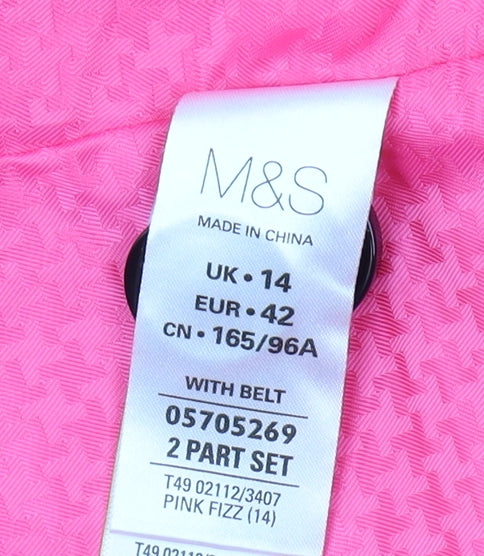 M&S
MADE IN CHINA
UK • 14
EUR • 42
CN • 165/96A
WITH BELT
05705269
2 PART SET
T49 02112/3407
PINK FIZZ (14)